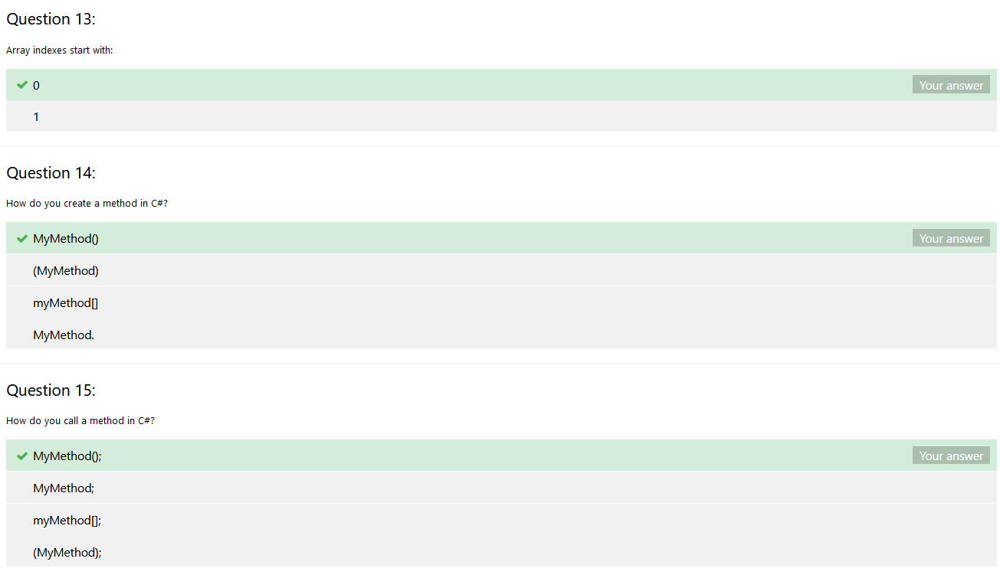 Question 13:
Array indexes start with:
0 Your answer
1
Question 14:
How do you create a method in C#?
MyMethod() Your answer
(MyMethod)
myMethod[]
MyMethod.
Question 15:
How do you call a method in C#?
MyMethod(); Your answer
MyMethod;
myMethod[];
(MyMethod);